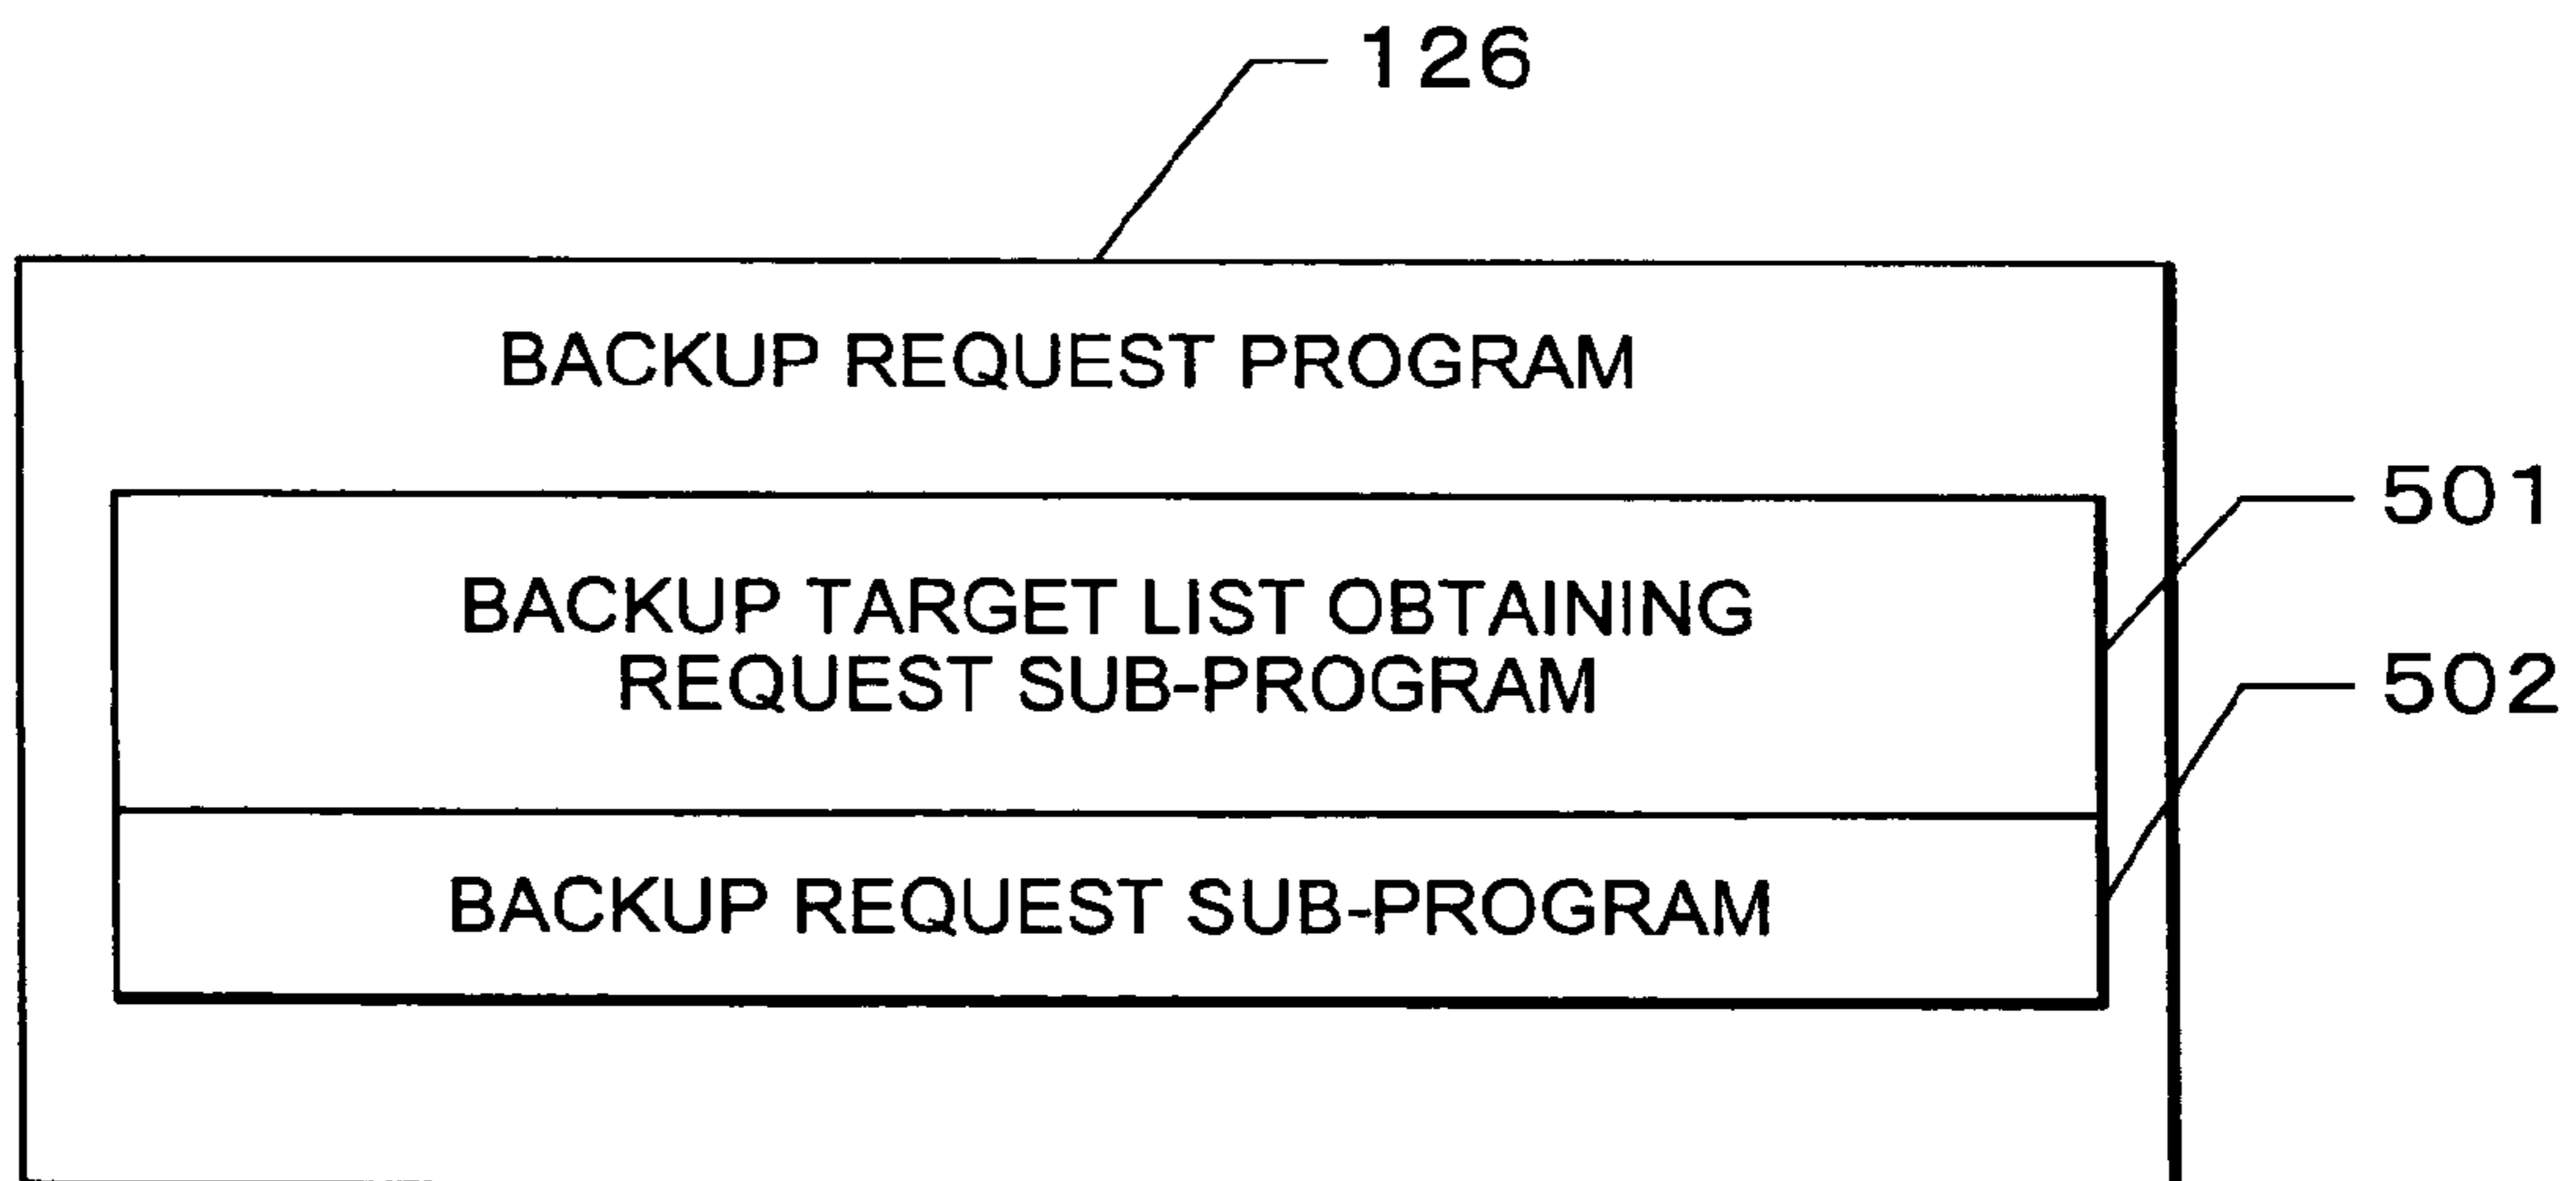 126
BACKUP REQUEST PROGRAM
501
BACKUP TARGET LIST OBTAINING
REQUEST SUB-PROGRAM
502
BACKUP REQUEST SUB-PROGRAM